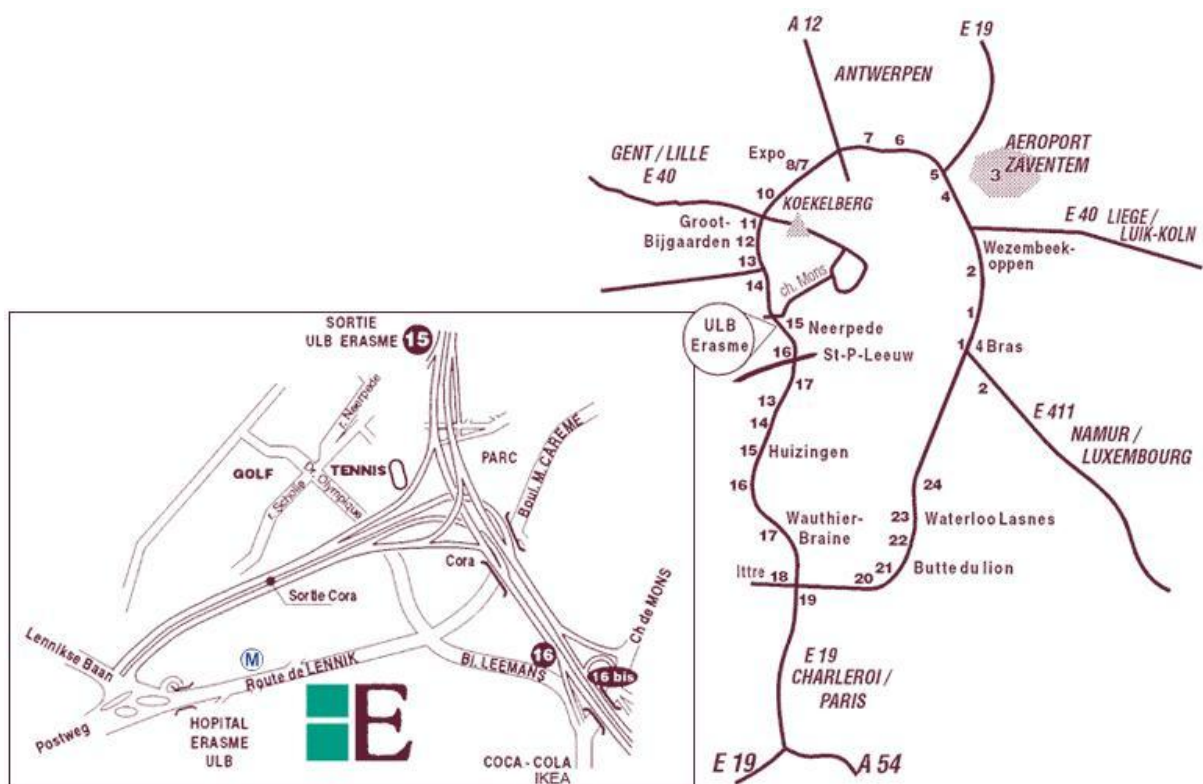 A 12
E 19
ANTWERPEN
7
6
AEROPORT
ZAVENTEM
Expo
8/7
GENT / LILLE
E 40
5
3
4
10
KOEKELBERG
11
Groot-
Bijgaarden
12
E 40
LIEGE /
LUIK-KOLN
Wezembeek-
oppen
13
2
14
ch. Mons
1
ULB
Erasme
15
Neerpede
16
St-P-Leeuw
1
4 Bras
17
2
13
E 411
14
NAMUR /
LUXEMBOURG
15
Huizingen
16
24
17
Wauthier-
Braine
23
Waterloo Lasnes
22
Ittre
18
20
21
Butte du lion
19
E 19
CHARLEROI /
PARIS
E 19
A 54
SORTIE
ULB ERASME
15
r. Neerpede
PARC
Boul. M. CAREME
GOLF
TENNIS
r. Scholle
r. Olympique
Cora
Sortie Cora
Ch de MONS
Lennikse Baan
M
Route de LENNIK
Bl. LEEMANS
16
16 bis
Postweg
HOPITAL
ERASME
ULB
E
COCA - COLA
IKEA